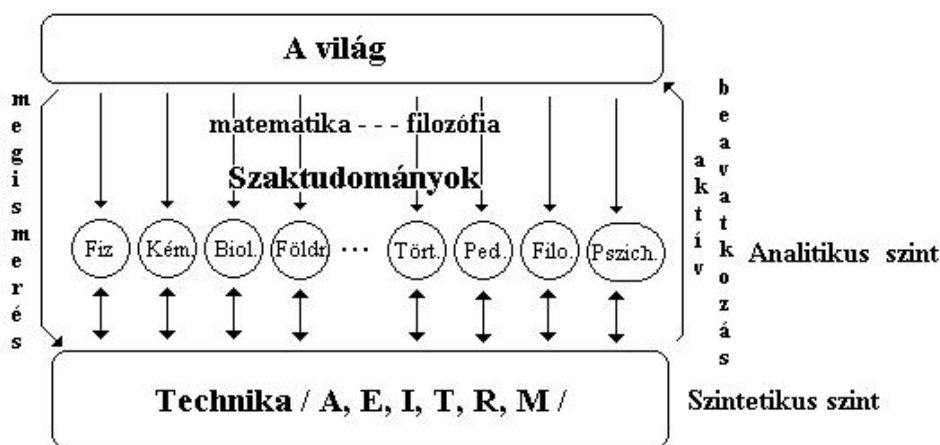 A világ
megismerés
matematika - - - filozófia
Szaktudományok
aktív
beavatkozás
Fiz Kém. Biol. Földr ... Tört. Ped. Filo. Pszich.
Analitikus szint
Technika / A, E, I, T, R, M /
Szintetikus szint